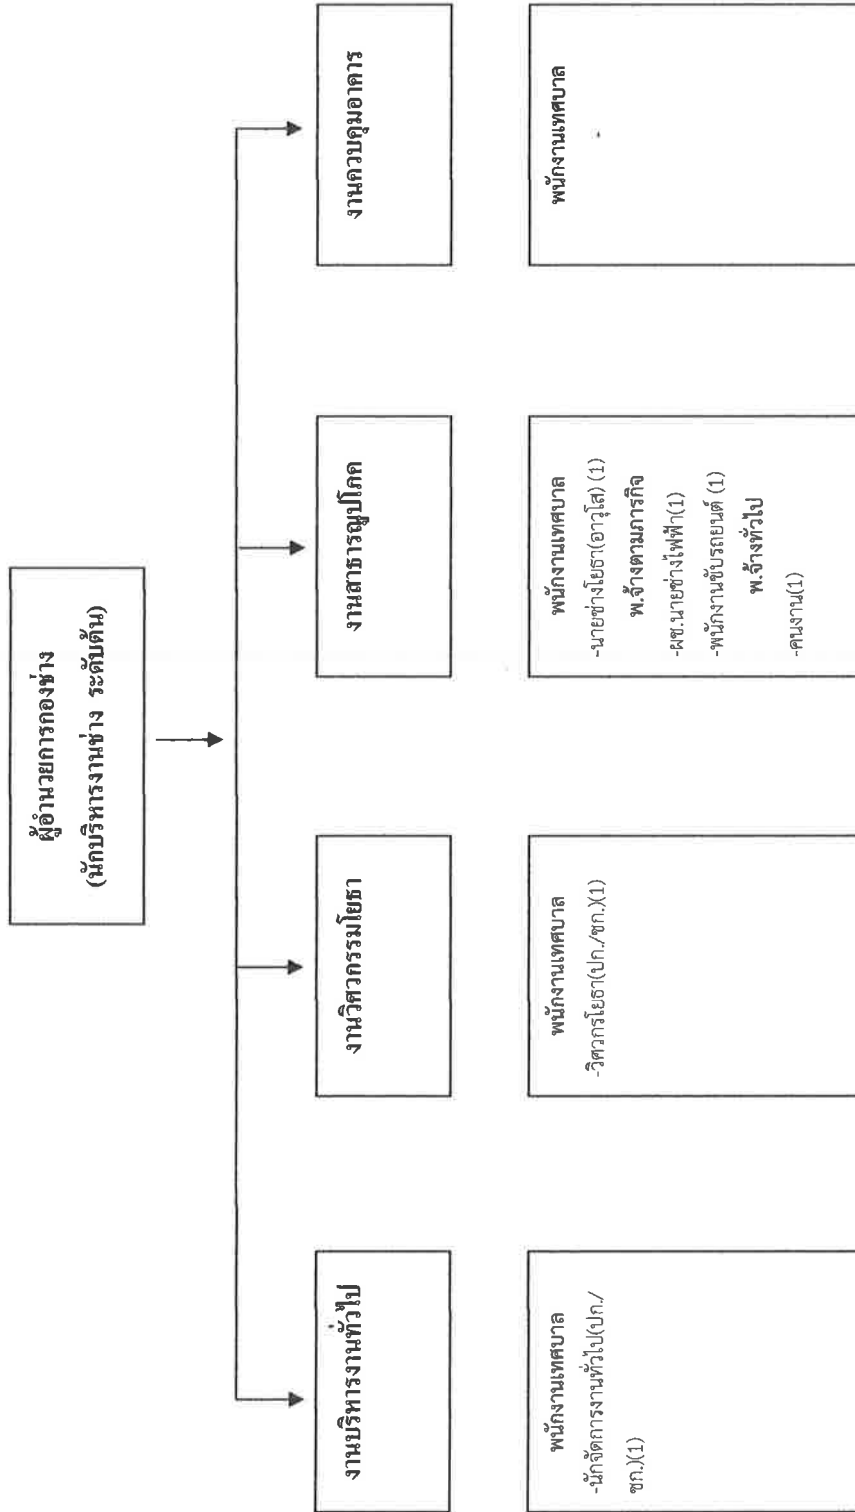 ผู้อำนวยการกองช่าง
(นักบริหารงานช่าง ระดับต้น)
งานบริหารงานทั่วไป
งานวิศวกรรมโยธา
งานสาธารณูปโภค
งานควบคุมอาคาร
พนักงานเทศบาล
-นักจัดการงานทั่วไป(ปก./
ชก.)(1)
พนักงานเทศบาล
-วิศวกรโยธา(ปก./ชก.)(1)
พนักงานเทศบาล
-นายช่างโยธา(อาวุโส) (1)
พ.จ้างตามภารกิจ
-ผช.นายช่างไฟฟ้า(1)
-พนักงานขับรถยนต์ (1)
พ.จ้างทั่วไป
-คนงาน(1)
พนักงานเทศบาล
-